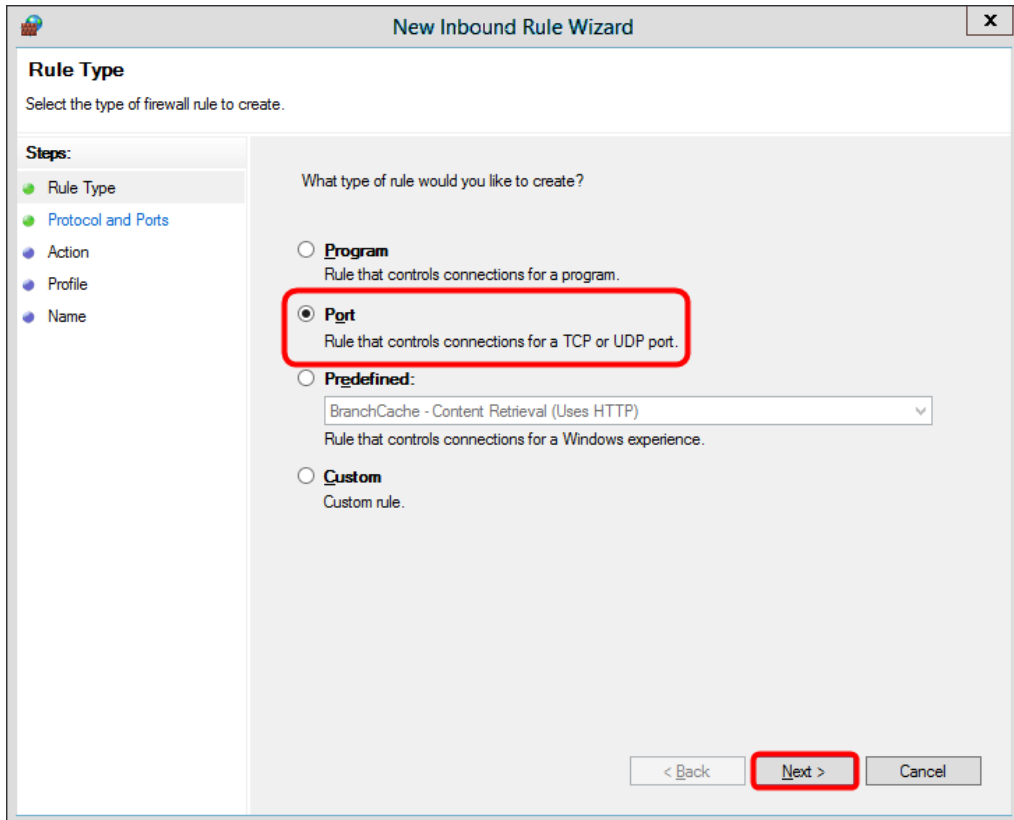 New Inbound Rule Wizard
x
Rule Type
Select the type of firewall rule to create.
Steps:
Rule Type
Protocol and Ports
Action
Profile
Name
What type of rule would you like to create?
Program
Rule that controls connections for a program.
Port
Rule that controls connections for a TCP or UDP port.
Predefined:
BranchCache - Content Retrieval (Uses HTTP)
Rule that controls connections for a Windows experience.
Custom
Custom rule.
< Back
Next >
Cancel